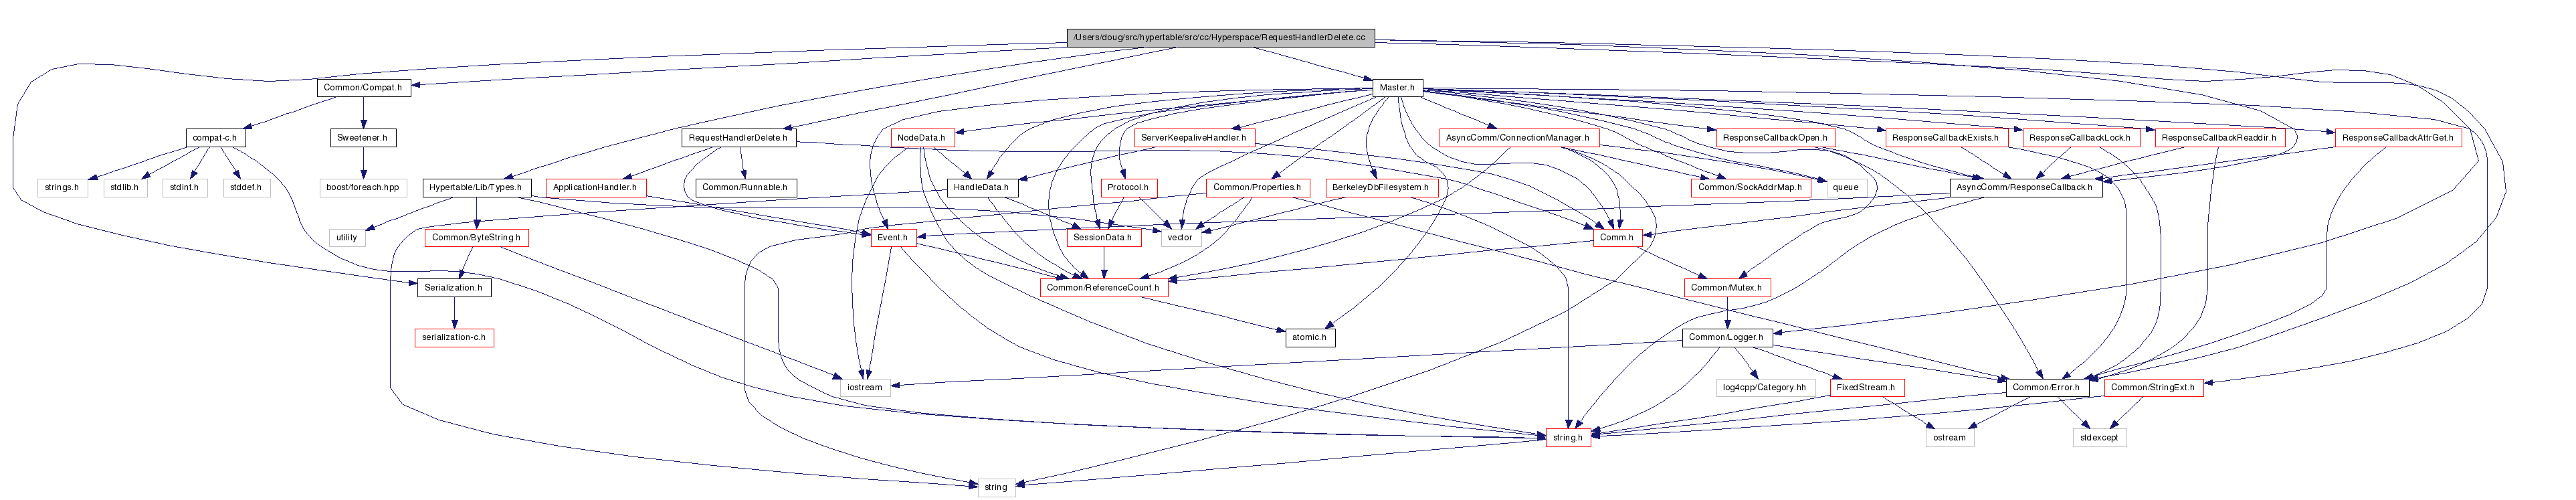 /Users/doug/src/hypertable/src/cc/Hyperspace/RequestHandlerDelete.cc
Common/Compat.h
Master.h
compat-c.h
Sweetener.h
RequestHandlerDelete.h
NodeData.h
ServerKeepaliveHandler.h
AsyncComm/ConnectionManager.h
ResponseCallbackOpen.h
ResponseCallbackExists.h
ResponseCallbackLock.h
ResponseCallbackReaddir.h
ResponseCallbackAttrGet.h
strings.h
stdlib.h
stdint.h
stddef.h
boost/foreach.hpp
Hypertable/Lib/Types.h
ApplicationHandler.h
Common/Runnable.h
HandleData.h
Protocol.h
Common/Properties.h
BerkeleyDbFilesystem.h
Common/SockAddrMap.h
queue
AsyncComm/ResponseCallback.h
utility
Common/ByteString.h
Event.h
SessionData.h
vector
Comm.h
Serialization.h
Common/ReferenceCount.h
Common/Mutex.h
serialization-c.h
atomic.h
Common/Logger.h
iostream
log4cpp/Category.hh
FixedStream.h
Common/Error.h
Common/StringExt.h
string.h
ostream
stdexcept
string